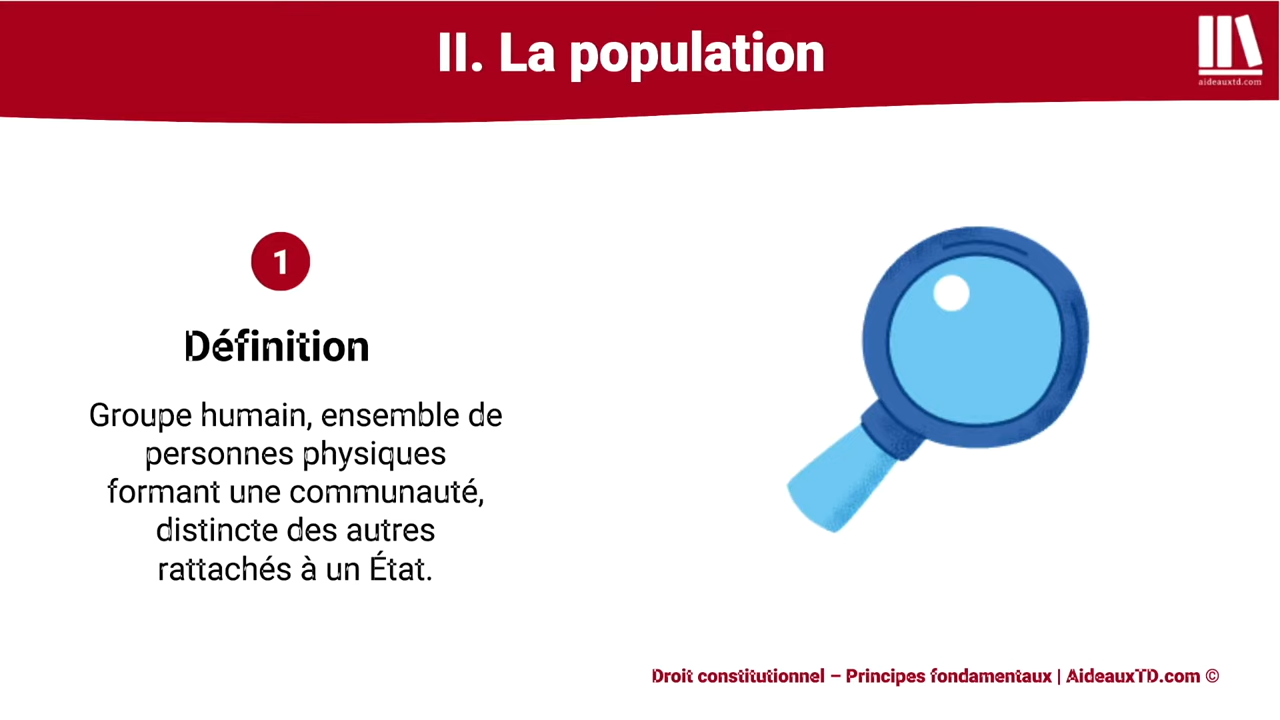 II. La population
aideauxtd.com
1
Définition
Groupe humain, ensemble de
personnes physiques
formant une communauté,
distincte des autres
rattachés à un État.
Droit constitutionnel – Principes fondamentaux | AideauxTD.com ©